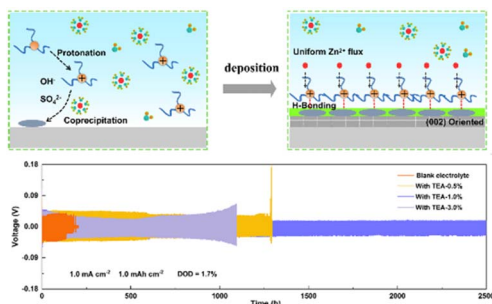 Protonation
OH-
SO₄²⁻
Coprecipitation
deposition
Uniform Zn²⁺ flux
H-Bonding
(002) Oriented
0.18
0.09
0.00
-0.09
-0.18
Voltage (V)
Blank electrolyte
With TEA-0.5%
With TEA-1.0%
With TEA-3.0%
1.0 mA cm⁻² 1.0 mAh cm⁻² DOD = 1.7%
0 500 1000 1500 2000 2500
Time (h)